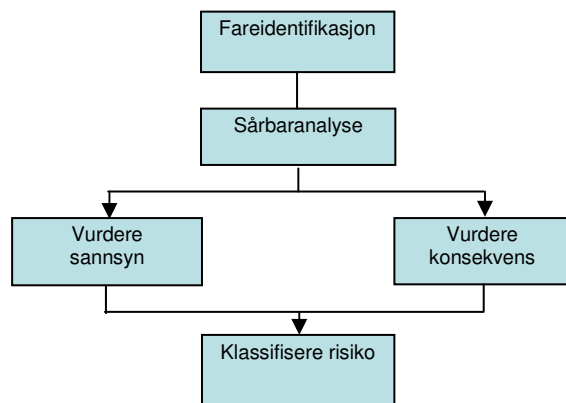 Fareidentifikasjon
Sårbaranalyse
Vurdere
sannsyn
Vurdere
konsekvens
Klassifisere risiko